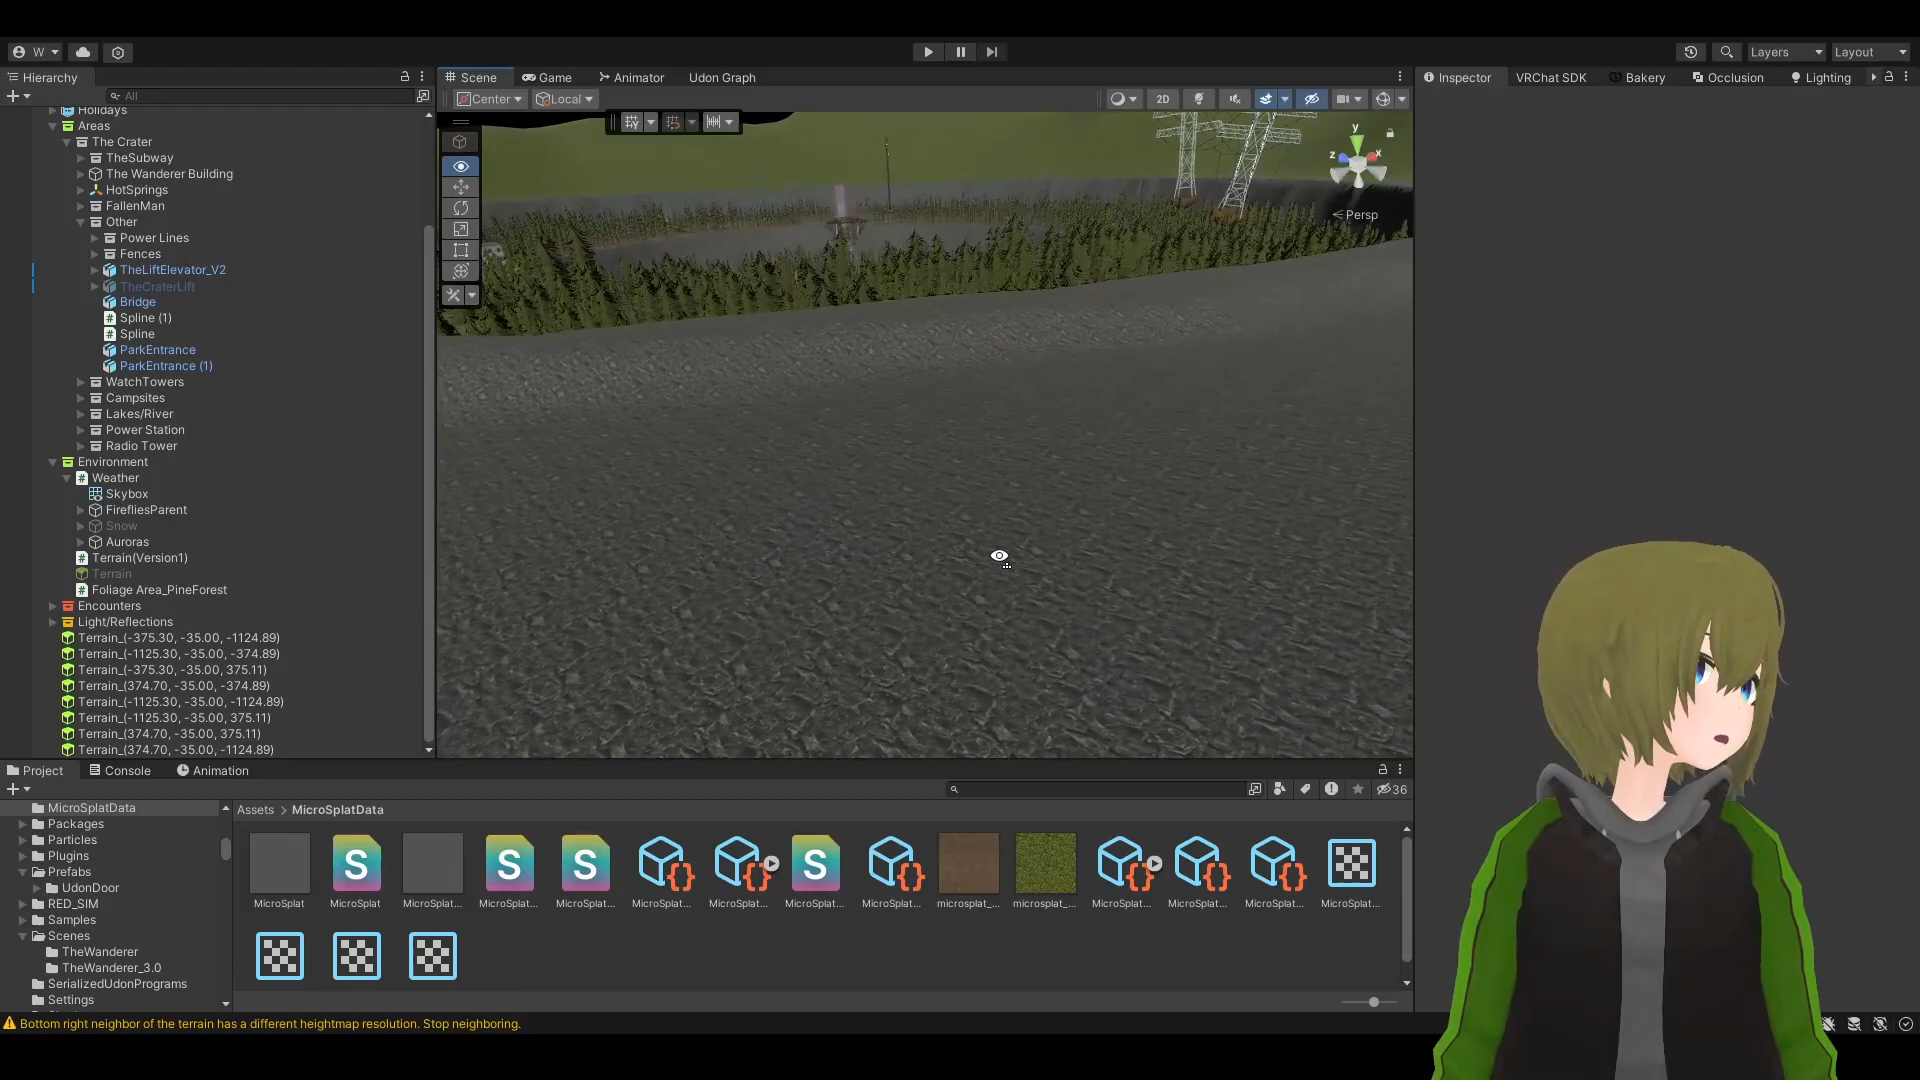 W
Layers
Layout
Hierarchy
All
Holidays
Areas
The Crater
TheSubway
The Wanderer Building
HotSprings
FallenMan
Other
Power Lines
Fences
TheLiftElevator_V2
TheCraterLift
Bridge
Spline (1)
Spline
ParkEntrance
ParkEntrance (1)
WatchTowers
Campsites
Lakes/River
Power Station
Radio Tower
Environment
Weather
Skybox
FirefliesParent
Snow
Auroras
Terrain(Version1)
Terrain
Foliage Area_PineForest
Encounters
Light/Reflections
Terrain_(-375.30, -35.00, -1124.89)
Terrain_(-1125.30, -35.00, -374.89)
Terrain_(-375.30, -35.00, 375.11)
Terrain_(374.70, -35.00, -374.89)
Terrain_(-1125.30, -35.00, -1124.89)
Terrain_(-1125.30, -35.00, 375.11)
Terrain_(374.70, -35.00, 375.11)
Terrain_(374.70, -35.00, -1124.89)
Scene
Game
Animator
Udon Graph
Center
Local
2D
y
z
x
Persp
Inspector
VRChat SDK
Bakery
Occlusion
Lighting
Project
Console
Animation
36
MicroSplatData
Packages
Particles
Plugins
Prefabs
UdonDoor
RED_SIM
Samples
Scenes
TheWanderer
TheWanderer_3.0
SerializedUdonPrograms
Settings
Assets > MicroSplatData
S S S S
MicroSplat MicroSplat MicroSplat... MicroSplat... MicroSplat... MicroSplat... MicroSplat... MicroSplat... MicroSplat... microsplat_... microsplat_... MicroSplat... MicroSplat... MicroSplat... MicroSplat...
Bottom right neighbor of the terrain has a different heightmap resolution. Stop neighboring.